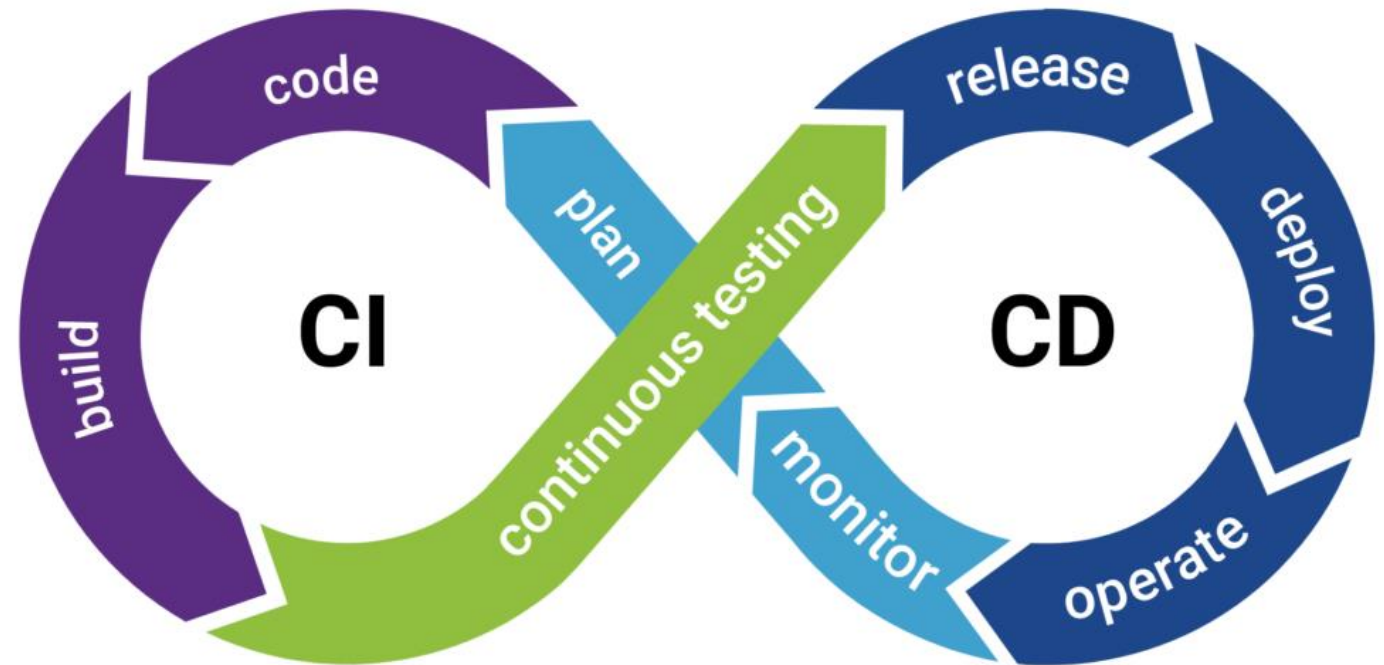 code
release
plan
deploy
CI
CD
build
continuous testing
monitor
operate